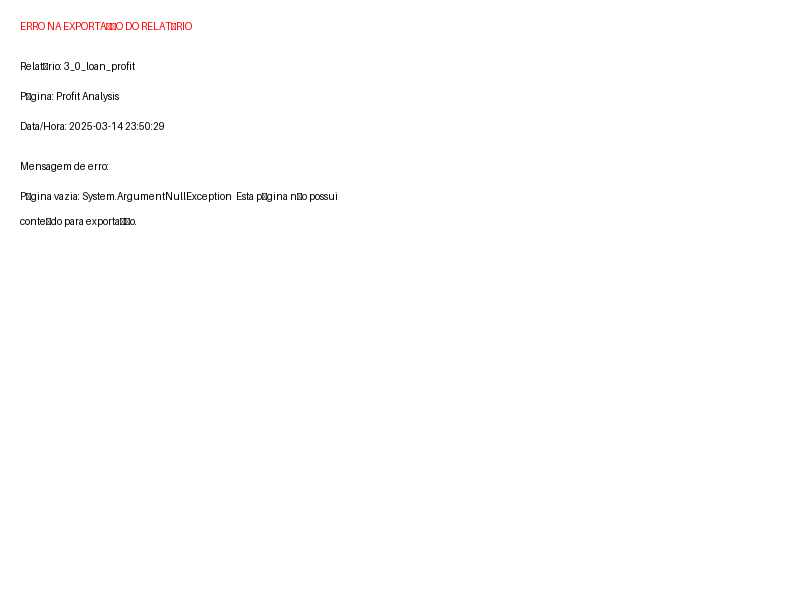 ERRO NA EXPORTA▯▯O DO RELAT▯RIO
Relat▯rio: 3_0_loan_profit
P▯gina: Profit Analysis
Data/Hora: 2025-03-14 23:50:29
Mensagem de erro:
P▯gina vazia: System.ArgumentNullException Esta p▯gina n▯o possui
conte▯do para exporta▯▯o.